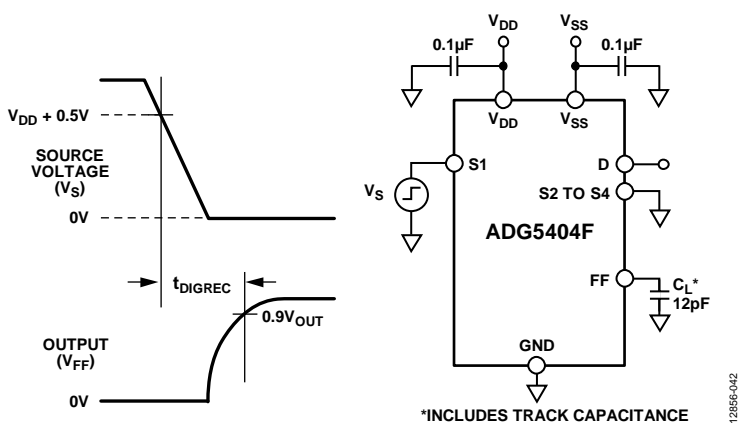 VDD + 0.5V
SOURCE
VOLTAGE
(VS)
0V
tDIGREC
0.9VOUT
OUTPUT
(VFF)
0V
VDD
VSS
0.1µF
0.1µF
VDD
VSS
S1
D
VS
S2 TO S4
ADG5404F
FF
CL*
12pF
GND
*INCLUDES TRACK CAPACITANCE
12856-042